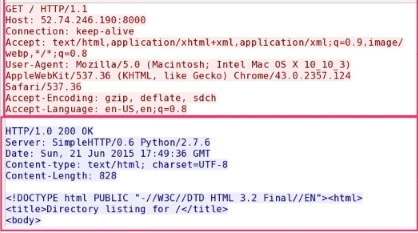 GET / HTTP/1.1
Host: 52.74.246.190:8000
Connection: keep-alive
Accept: text/html,application/xhtml+xml,application/xml;q=0.9,image/
webp,*/*;q=0.8
User-Agent: Mozilla/5.0 (Macintosh; Intel Mac OS X 10_10_3)
AppleWebKit/537.36 (KHTML, like Gecko) Chrome/43.0.2357.124
Safari/537.36
Accept-Encoding: gzip, deflate, sdch
Accept-Language: en-US,en;q=0.8
HTTP/1.0 200 OK
Server: SimpleHTTP/0.6 Python/2.7.6
Date: Sun, 21 Jun 2015 17:49:36 GMT
Content-type: text/html; charset=UTF-8
Content-Length: 828
<!DOCTYPE html PUBLIC "-//W3C//DTD HTML 3.2 Final//EN"><html>
<title>Directory listing for /</title>
<body>